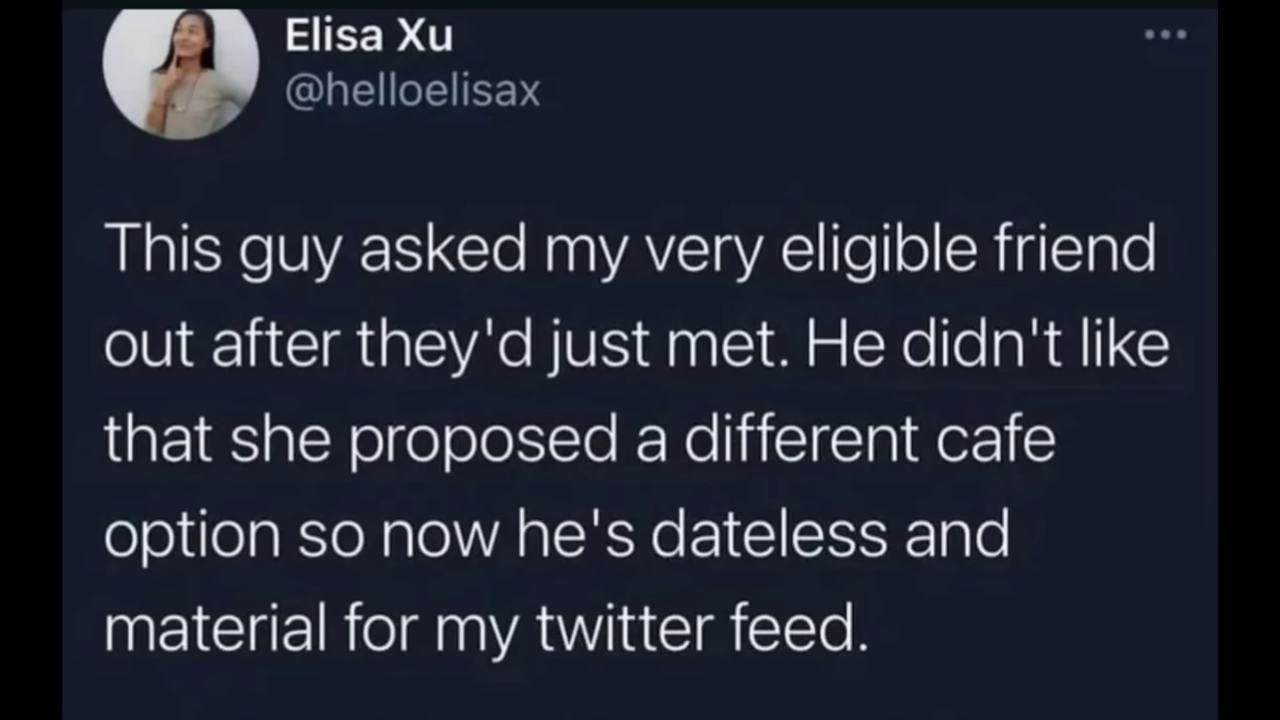 Elisa Xu
@helloelisax
This guy asked my very eligible friend
out after they'd just met. He didn't like
that she proposed a different cafe
option so now he's dateless and
material for my twitter feed.